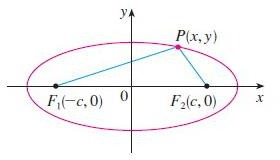 y
P(x, y)
F₁(−c, 0) 0 F₂(c, 0) x